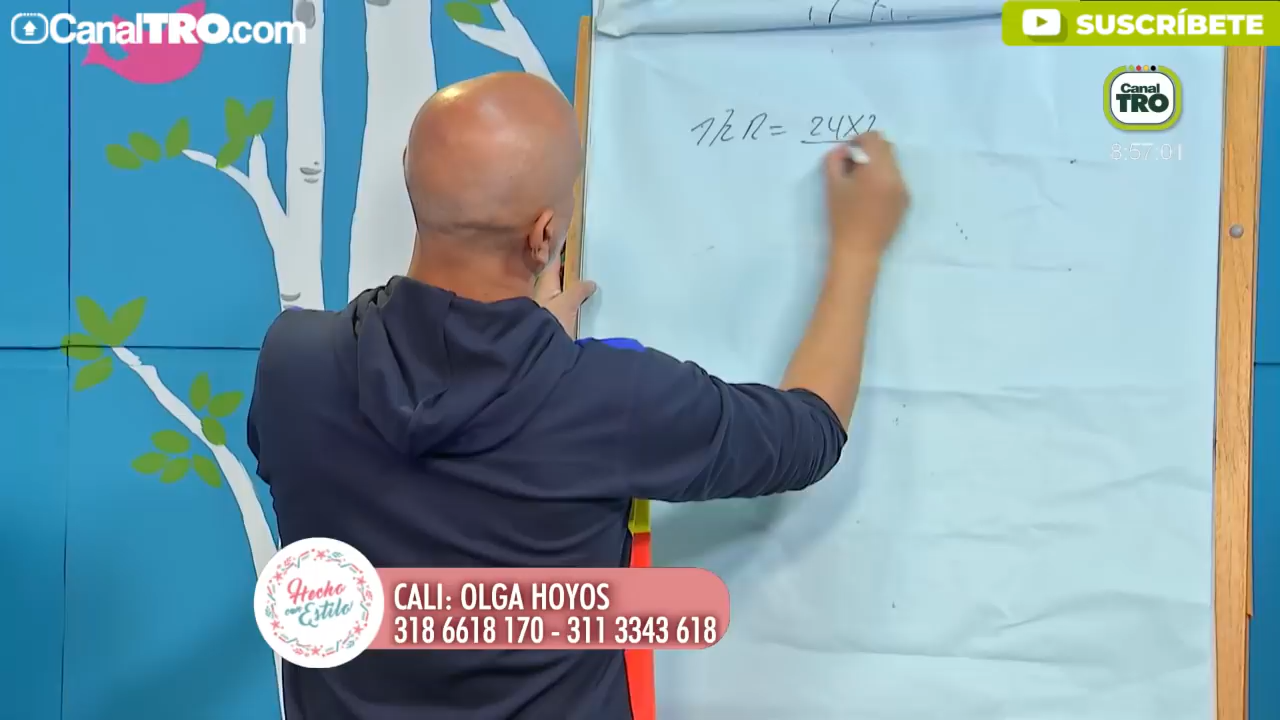 CanalTRO.com
SUSCRÍBETE
Canal
TRO
8:57:01
1/2 R= 24X2
Hecho
con
Estilo
CALI: OLGA HOYOS
318 6618 170 - 311 3343 618